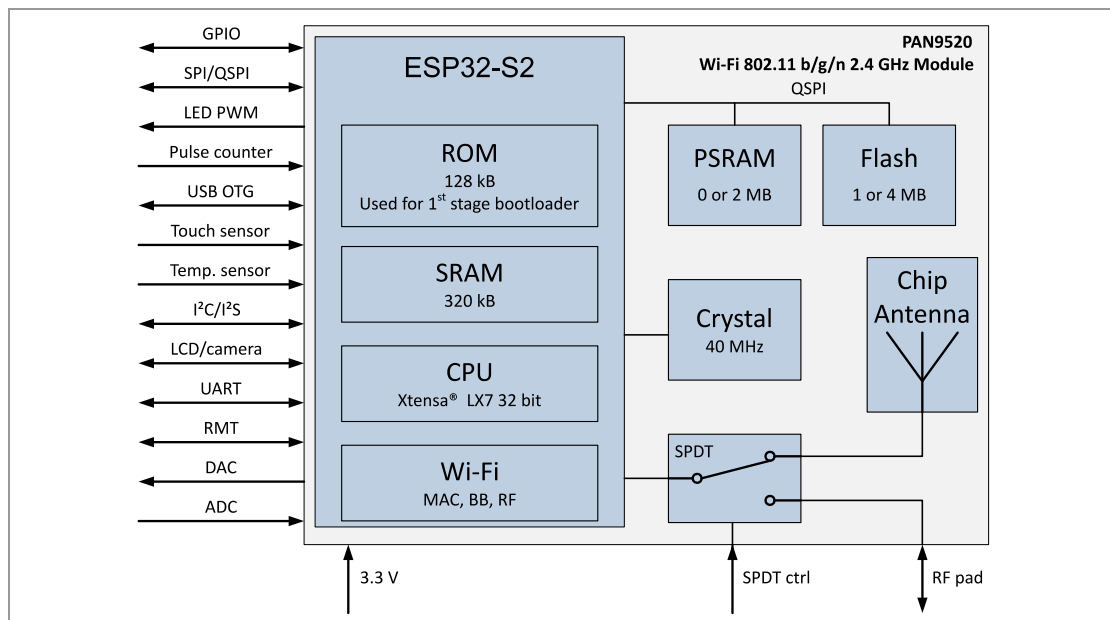 GPIO
SPI/QSPI
LED PWM
Pulse counter
USB OTG
Touch sensor
Temp. sensor
I²C/I²S
LCD/camera
UART
RMT
DAC
ADC
ESP32-S2
ROM
128 kB
Used for 1st stage bootloader
SRAM
320 kB
CPU
Xtensa® LX7 32 bit
Wi-Fi
MAC, BB, RF
PAN9520
Wi-Fi 802.11 b/g/n 2.4 GHz Module
QSPI
PSRAM
0 or 2 MB
Flash
1 or 4 MB
Crystal
40 MHz
Chip
Antenna
SPDT
3.3 V
SPDT ctrl
RF pad